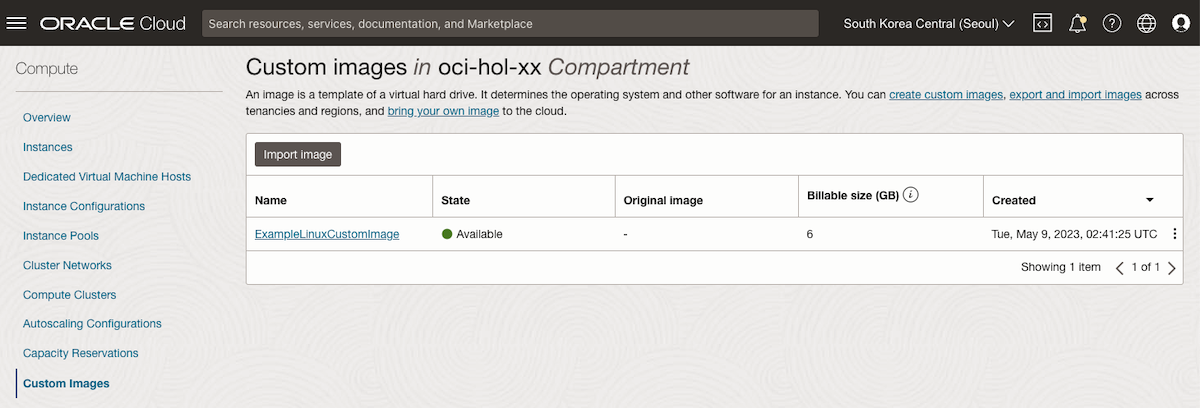 ORACLE Cloud
Search resources, services, documentation, and Marketplace
South Korea Central (Seoul)
Compute
Overview
Instances
Dedicated Virtual Machine Hosts
Instance Configurations
Instance Pools
Cluster Networks
Compute Clusters
Autoscaling Configurations
Capacity Reservations
Custom Images
Custom images in oci-hol-xx Compartment
An image is a template of a virtual hard drive. It determines the operating system and other software for an instance. You can create custom images, export and import images across
tenancies and regions, and bring your own image to the cloud.
Import image
Name State Original image Billable size (GB) i Created
ExampleLinuxCustomImage Available - 6 Tue, May 9, 2023, 02:41:25 UTC
Showing 1 item 1 of 1